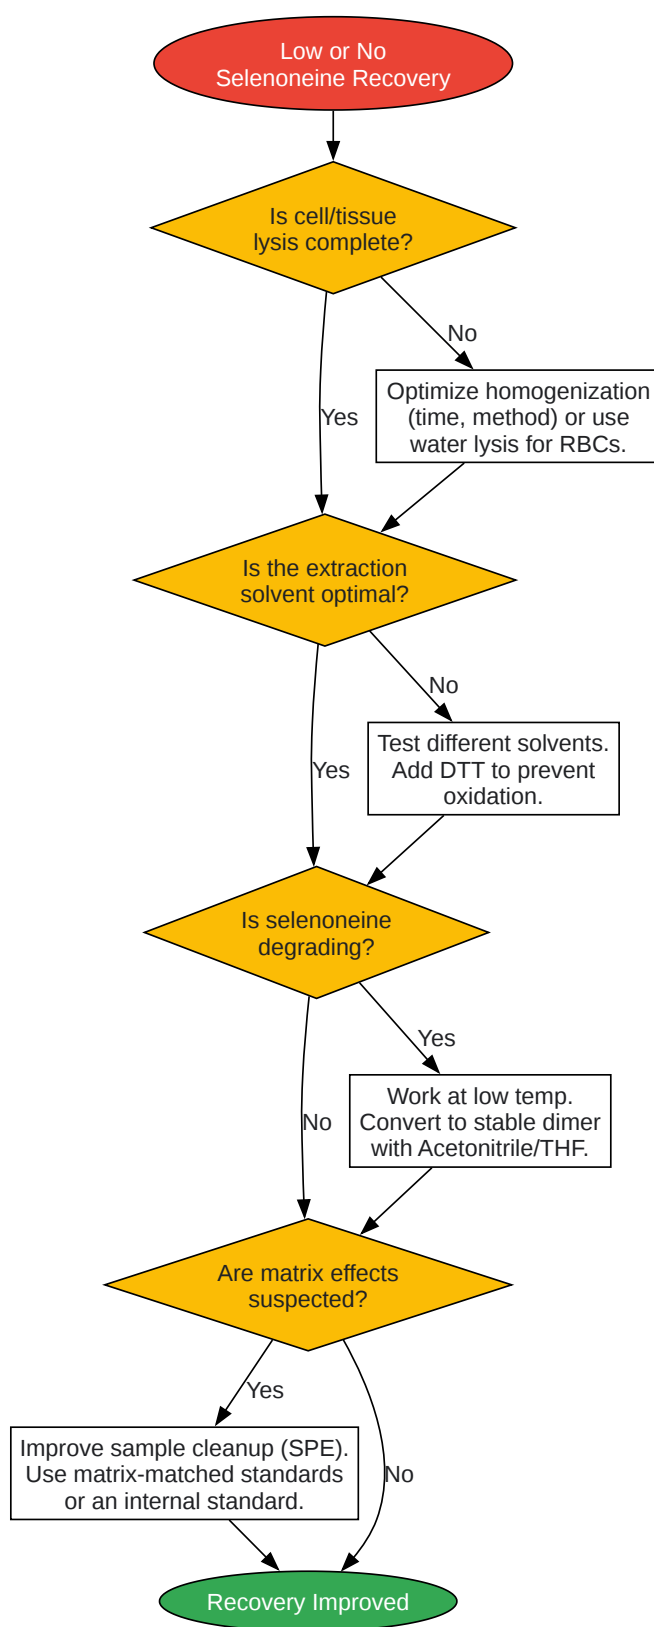 Low or No
Selenoneine Recovery
Is cell/tissue
lysis complete?
No
Optimize homogenization
(time, method) or use
water lysis for RBCs.
Yes
Is the extraction
solvent optimal?
No
Test different solvents.
Add DTT to prevent
oxidation.
Yes
Is selenoneine
degrading?
Yes
Work at low temp.
Convert to stable dimer
with Acetonitrile/THF.
No
Are matrix effects
suspected?
Yes
Improve sample cleanup (SPE).
Use matrix-matched standards
or an internal standard.
No
Recovery Improved